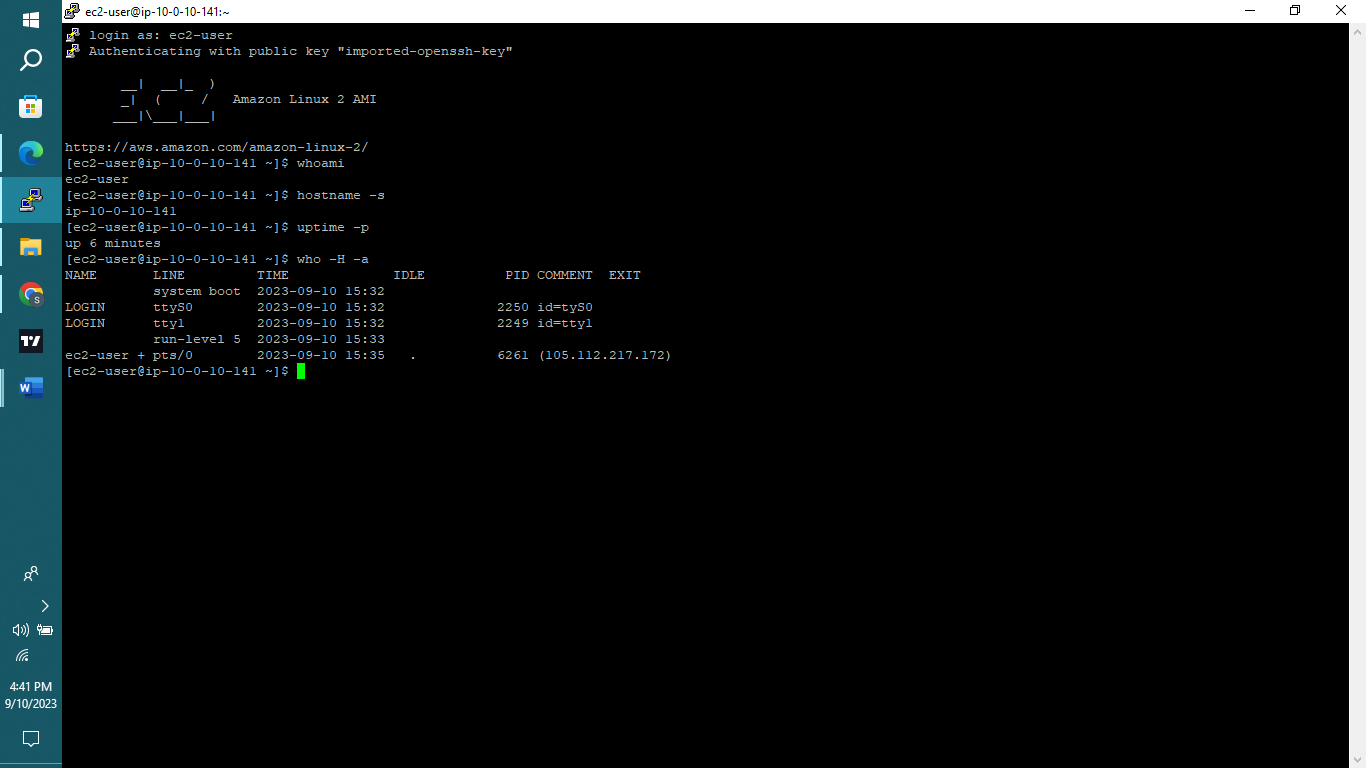 ec2-user@ip-10-0-10-141:~
login as: ec2-user
Authenticating with public key "imported-openssh-key"
       __|  __|_  )
       _|  (     /   Amazon Linux 2 AMI
      ___|\___|___|
https://aws.amazon.com/amazon-linux-2/
[ec2-user@ip-10-0-10-141 ~]$ whoami
ec2-user
[ec2-user@ip-10-0-10-141 ~]$ hostname -s
ip-10-0-10-141
[ec2-user@ip-10-0-10-141 ~]$ uptime -p
up 6 minutes
[ec2-user@ip-10-0-10-141 ~]$ who -H -a
NAME       LINE         TIME             IDLE          PID COMMENT  EXIT
           system boot  2023-09-10 15:32
LOGIN      ttyS0        2023-09-10 15:32              2250 id=tyS0
LOGIN      tty1         2023-09-10 15:32              2249 id=tty1
           run-level 5  2023-09-10 15:33
ec2-user + pts/0        2023-09-10 15:35   .          6261 (105.112.217.172)
[ec2-user@ip-10-0-10-141 ~]$
S
W
4:41 PM
9/10/2023